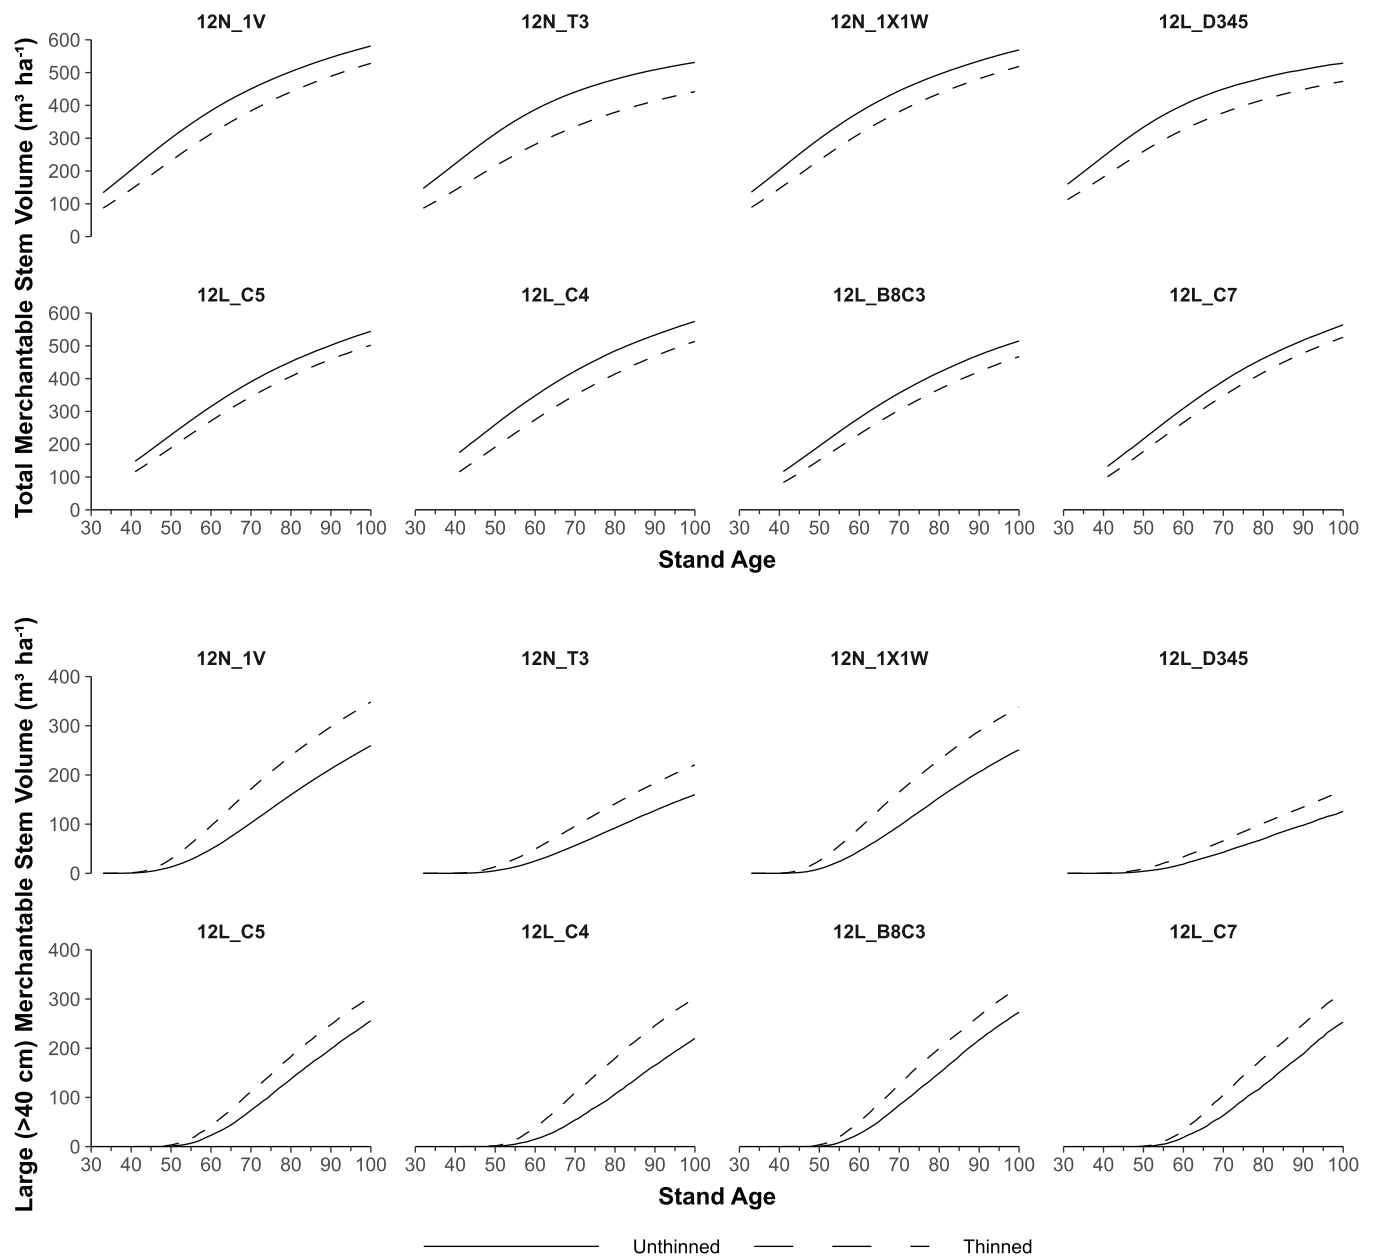 12N_1V 12N_T3 12N_1X1W 12L_D345
Total Merchantable Stem Volume (m³ ha⁻¹)
600
500
400
300
200
100
0
12L_C5 12L_C4 12L_B8C3 12L_C7
600
500
400
300
200
100
0
30 40 50 60 70 80 90 100 30 40 50 60 70 80 90 100 30 40 50 60 70 80 90 100 30 40 50 60 70 80 90 100
Stand Age
12N_1V 12N_T3 12N_1X1W 12L_D345
Large (>40 cm) Merchantable Stem Volume (m³ ha⁻¹)
400
300
200
100
0
12L_C5 12L_C4 12L_B8C3 12L_C7
400
300
200
100
0
30 40 50 60 70 80 90 100 30 40 50 60 70 80 90 100 30 40 50 60 70 80 90 100 30 40 50 60 70 80 90 100
Stand Age
Unthinned Thinned